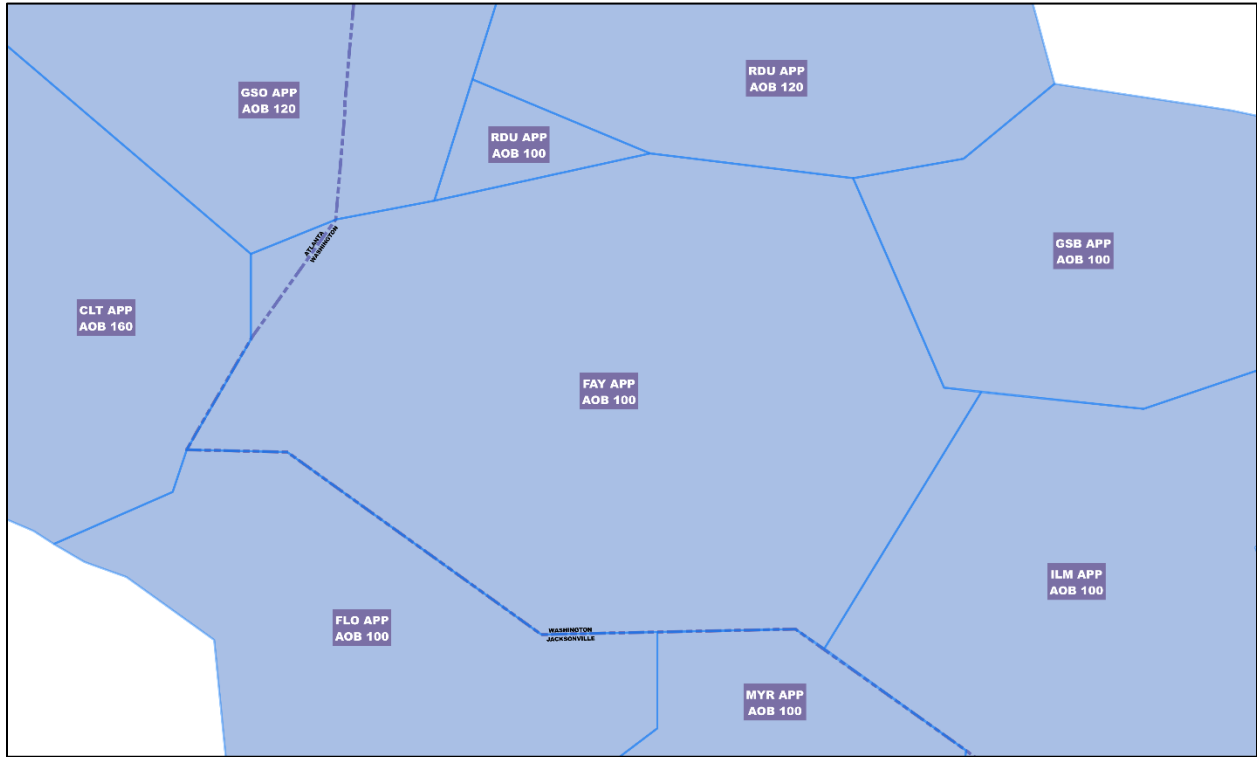 GSO APP
AOB 120
RDU APP
AOB 120
RDU APP
AOB 100
ATLANTA
WASHINGTON
GSB APP
AOB 100
CLT APP
AOB 160
FAY APP
AOB 100
ILM APP
AOB 100
FLO APP
AOB 100
WASHINGTON
JACKSONVILLE
MYR APP
AOB 100